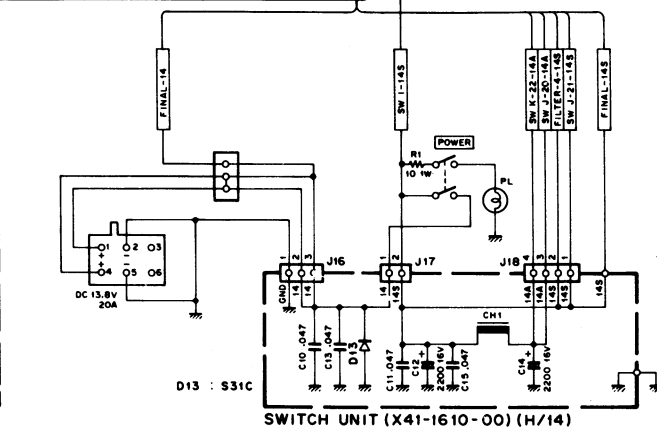 FINAL-14
SW I-14S
SW K-22-14A
SW J-20-14A
FILTER-4-14S
SW J-21-14S
FINAL-14S
POWER
R1
10 1W
PL
1 2 3
4 5 6
+ −
+ −
DC 13.8V
20A
1 2 3 J16
1 2 J17
J18 4 3 2 1
GND 14 14
14 14S
14A 14A 14S 14S
14S
CH1
C10 .047
C13 .047
D13
C11 .047
C12 + 2200 16V
C15 .047
C14 + 2200 16V
D13 : S31C
SWITCH UNIT (X41-1610-00) (H/14)